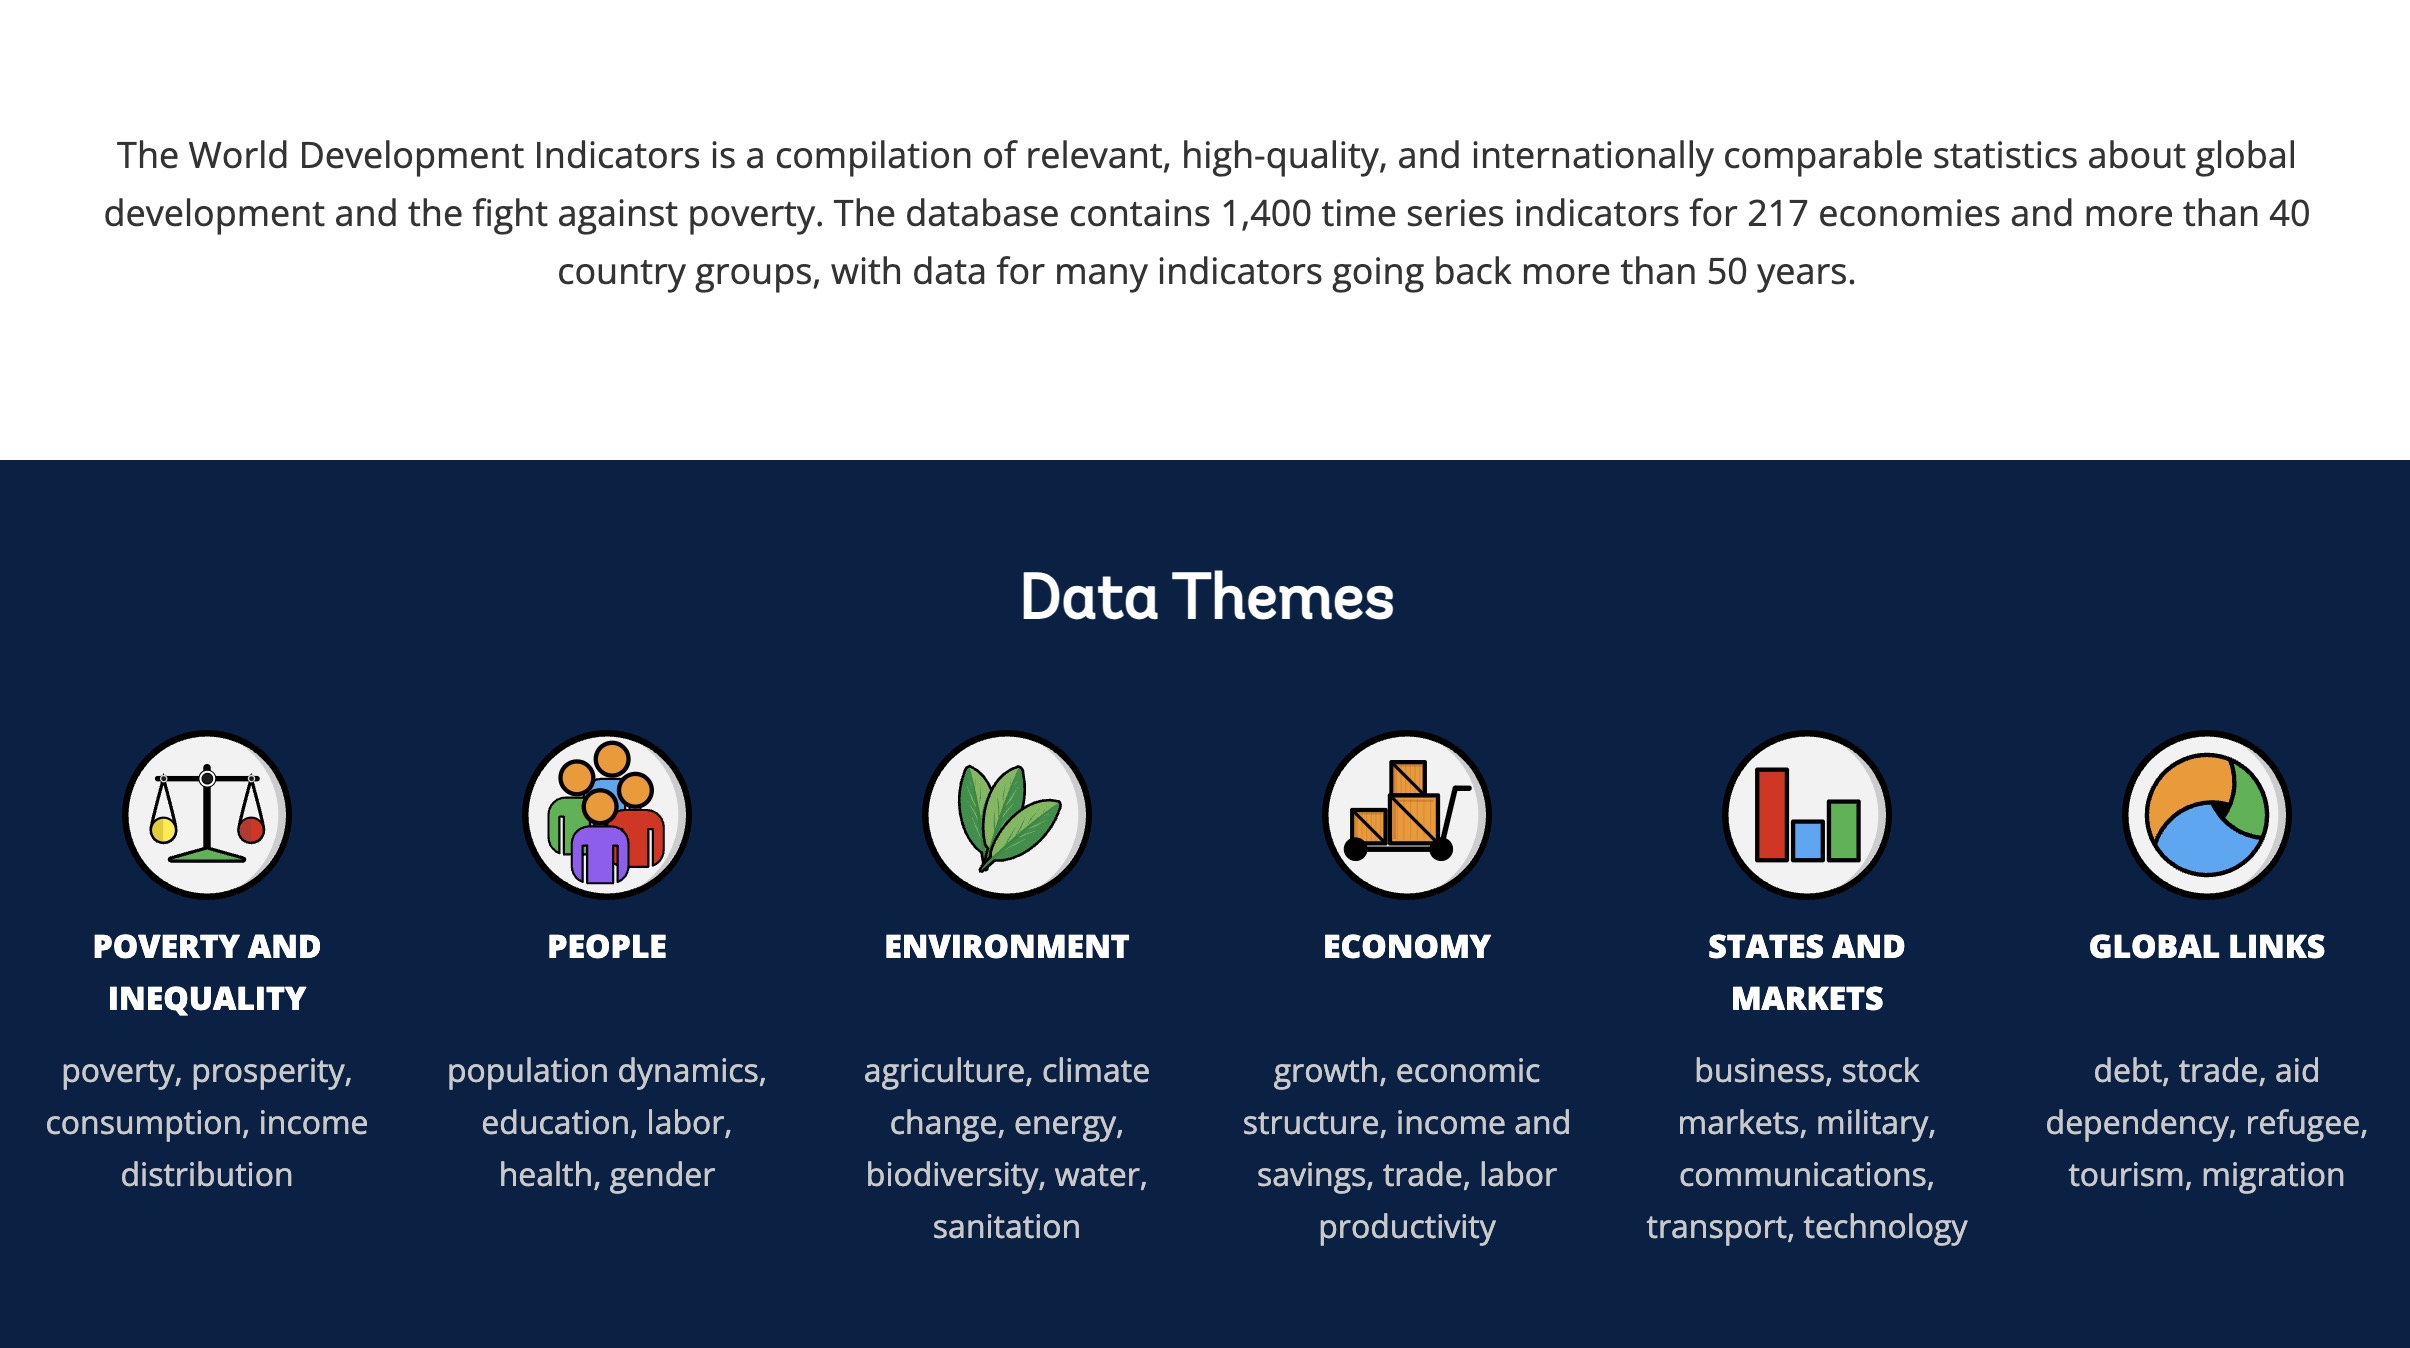 The World Development Indicators is a compilation of relevant, high-quality, and internationally comparable statistics about global
development and the fight against poverty. The database contains 1,400 time series indicators for 217 economies and more than 40
country groups, with data for many indicators going back more than 50 years.
Data Themes
POVERTY AND
INEQUALITY
poverty, prosperity,
consumption, income
distribution
PEOPLE
population dynamics,
education, labor,
health, gender
ENVIRONMENT
agriculture, climate
change, energy,
biodiversity, water,
sanitation
ECONOMY
growth, economic
structure, income and
savings, trade, labor
productivity
STATES AND
MARKETS
business, stock
markets, military,
communications,
transport, technology
GLOBAL LINKS
debt, trade, aid
dependency, refugee,
tourism, migration